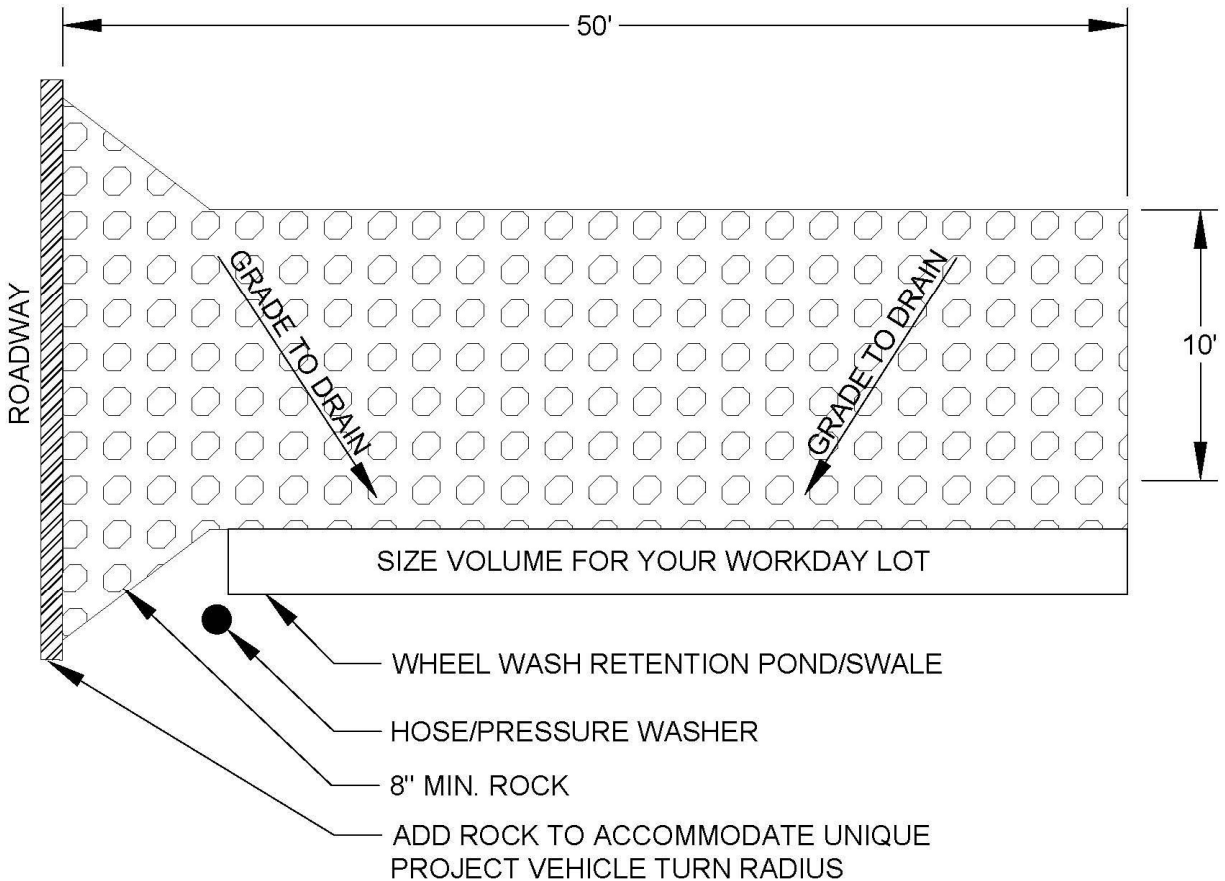 50'
ROADWAY
GRADE TO DRAIN
GRADE TO DRAIN
10'
SIZE VOLUME FOR YOUR WORKDAY LOT
WHEEL WASH RETENTION POND/SWALE
HOSE/PRESSURE WASHER
8" MIN. ROCK
ADD ROCK TO ACCOMMODATE UNIQUE
PROJECT VEHICLE TURN RADIUS